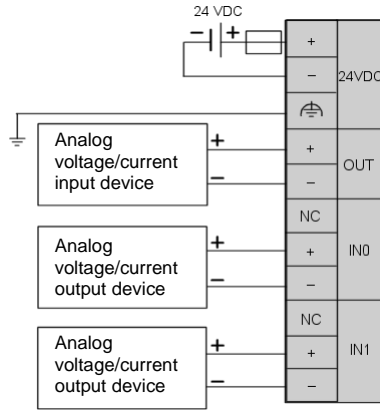 24 VDC
− +
+
−
24VDC
Analog
voltage/current
input device
+
−
+
−
OUT
NC
Analog
voltage/current
output device
+
−
+
−
IN0
NC
Analog
voltage/current
output device
+
−
+
−
IN1